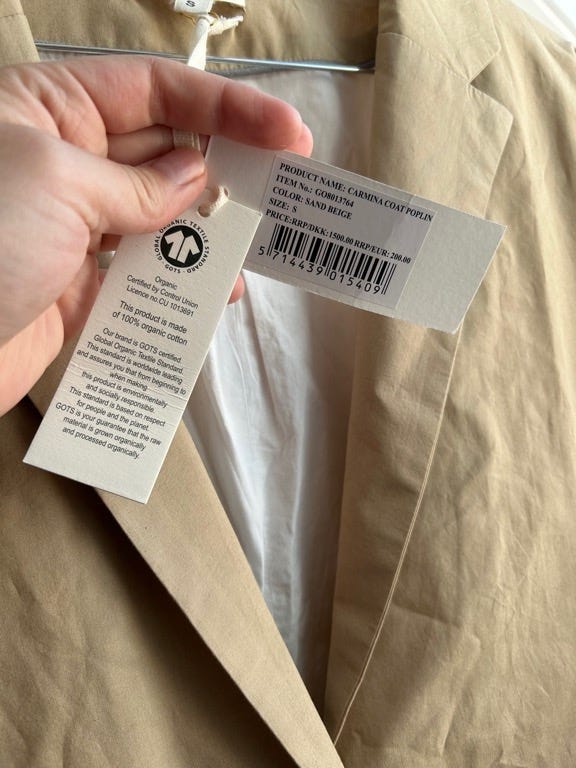 S
PRODUCT NAME: CARMINA COAT POPLIN
ITEM No.: GO8013764
COLOR: SAND BEIGE
SIZE: S
PRICE:RRP/DKK:1500.00 RRP/EUR: 200.00
5 714439 015409
GLOBAL ORGANIC TEXTILE STANDARD · GOTS ·
Organic
Certified by Control Union
Licence no.CU 1013691
This product is made
of 100% organic cotton
Our brand is GOTS certified.
Global Organic Textile Standard.
This standard is worldwide leading
and assures you that from beginning to
when making
this product is environmentally
and socially responsible.
This standard is based on respect
for people and the planet.
GOTS is your guarantee that the raw
material is grown organically
and processed organically.